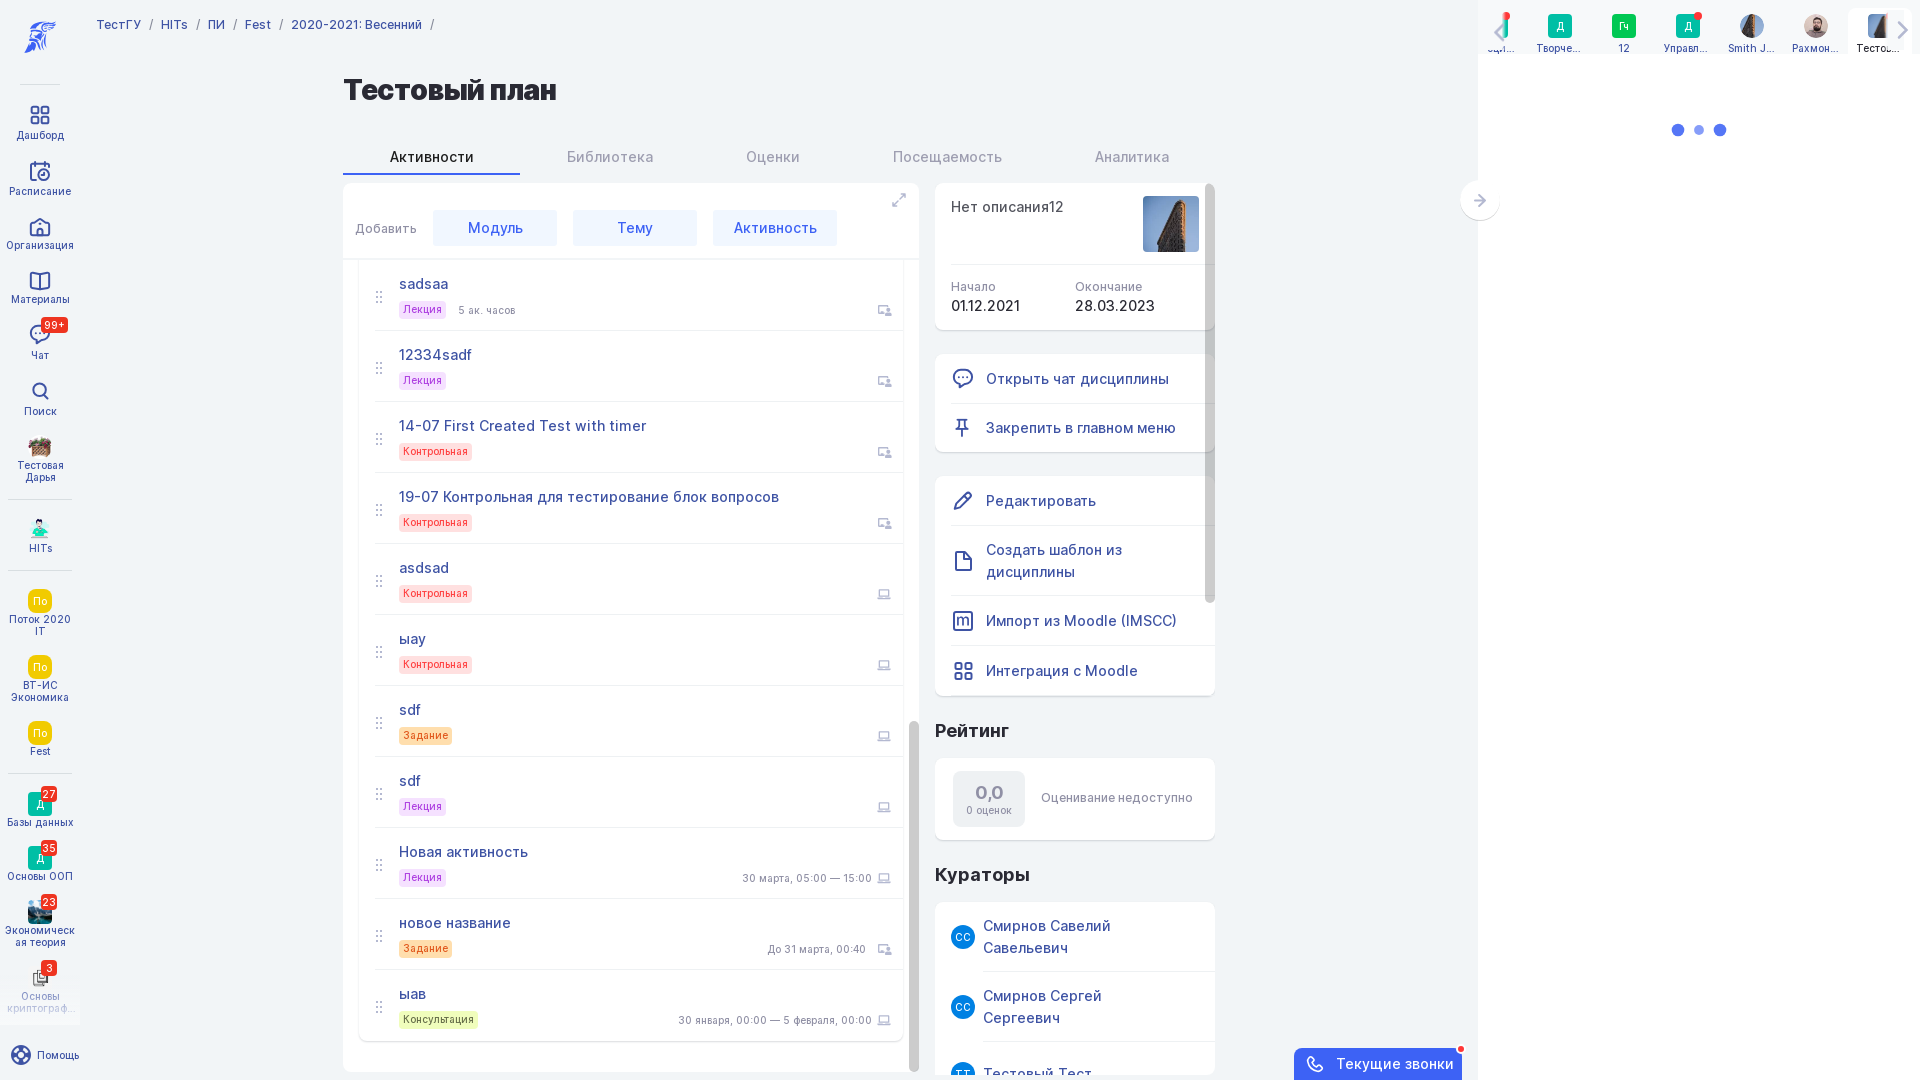 ТестГУ / HITs / ПИ / Fest / 2020-2021: Весенний /
Творче...
Гч
12
Д
Управл...
Smith J...
Рахмон...
Дашборд
Расписание
Организация
Материалы
99+
Чат
Поиск
Тестовая
Дарья
HITs
По
Поток 2020
IT
По
ВТ-ИС
Экономика
По
Fest
27
Д
Базы данных
35
Д
Основы ООП
23
Экономическ
ая теория
3
Основы
криптограф...
Помощь
Тестовый план
Активности
Библиотека
Оценки
Посещаемость
Аналитика
Добавить
Модуль
Тему
Активность
sadsaa
Лекция 5 ак. часов
12334sadf
Лекция
14-07 First Created Test with timer
Контрольная
19-07 Контрольная для тестирование блок вопросов
Контрольная
asdsad
Контрольная
ыау
Контрольная
sdf
Задание
sdf
Лекция
Новая активность
Лекция 30 марта, 05:00 — 15:00
новое название
Задание До 31 марта, 00:40
ыав
Консультация 30 января, 00:00 — 5 февраля, 00:00
Нет описания12
Начало Окончание
01.12.2021 28.03.2023
Открыть чат дисциплины
Закрепить в главном меню
Редактировать
Создать шаблон из
дисциплины
Импорт из Moodle (IMSCC)
Интеграция с Moodle
Рейтинг
0,0
0 оценок
Оценивание недоступно
Кураторы
СС
Смирнов Савелий
Савельевич
СС
Смирнов Сергей
Сергеевич
ТТ
Тестовый Тест
Текущие звонки